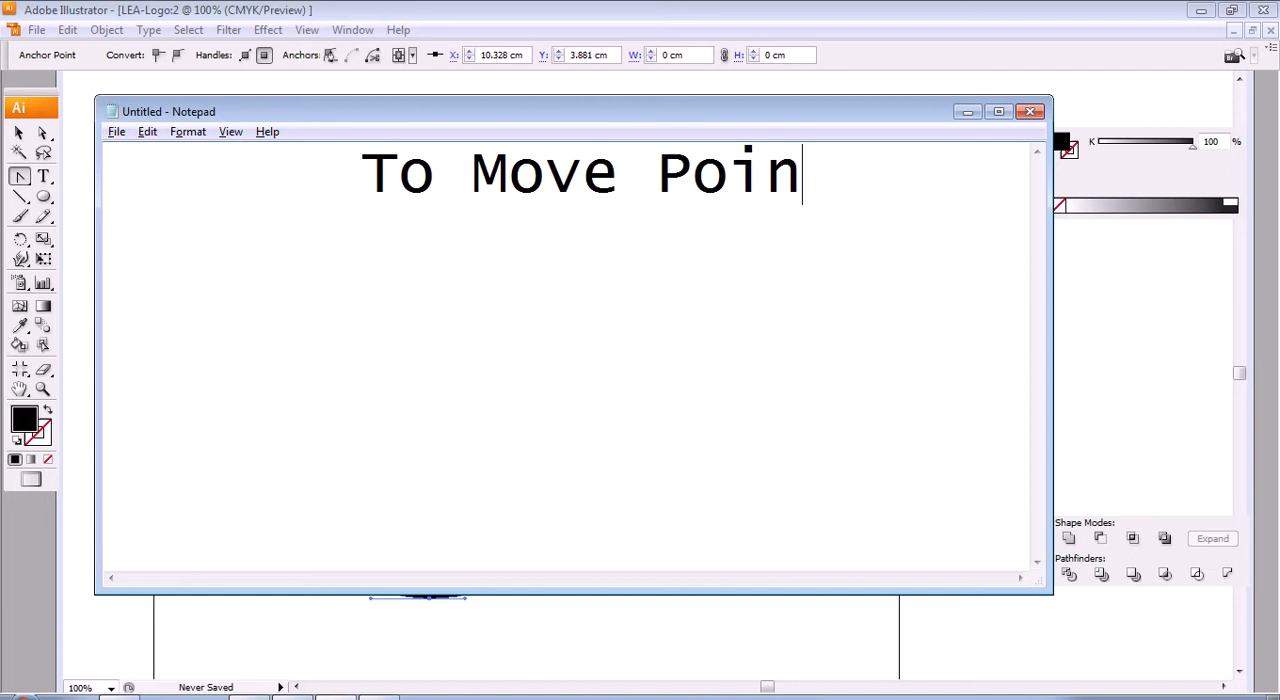 Adobe Illustrator - [LEA-Logo:2 @ 100% (CMYK/Preview) ]
File Edit Object Type Select Filter Effect View Window Help
Anchor Point Convert: Handles: Anchors: X: 10.328 cm Y: 3.881 cm W: 0 cm H: 0 cm
Ai
Untitled - Notepad
File Edit Format View Help
To Move Poin
K 100 %
Shape Modes:
Expand
Pathfinders:
100% Never Saved